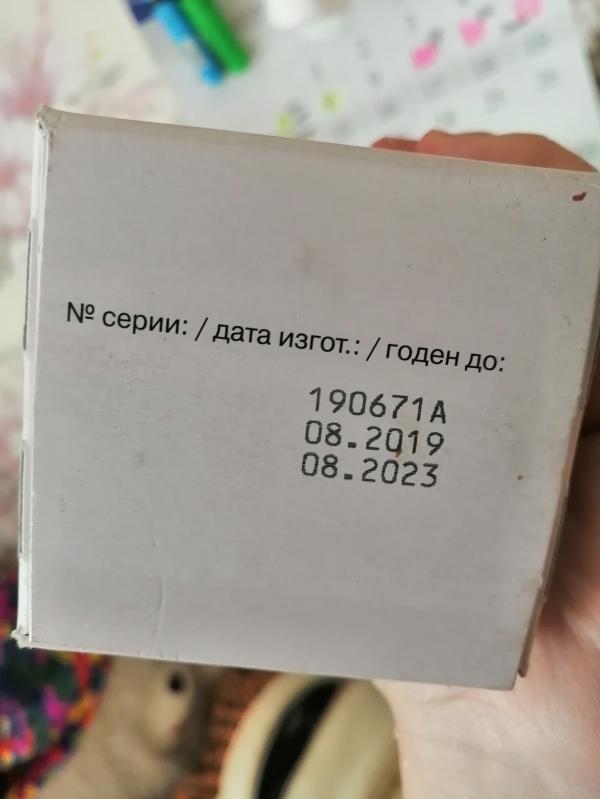 № серии: / дата изгот.: / годен до:
190671A
08.2019
08.2023